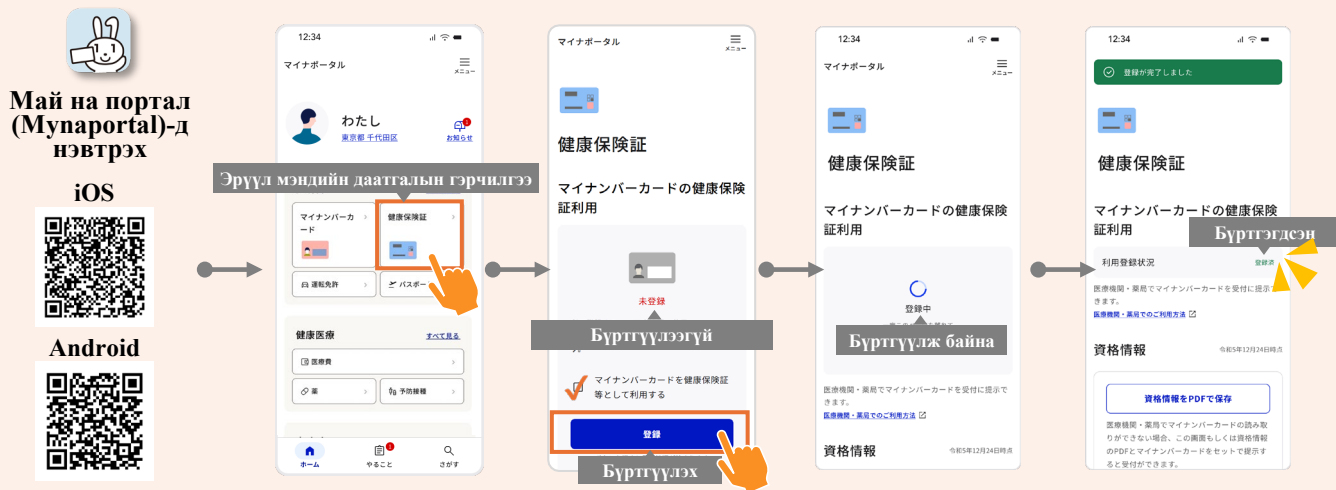 Май на портал
(Mynaportal)-д
нэвтрэх
iOS
Android
12:34
マイナポータル
メニュー
わたし
東京都 千代田区
1
お知らせ
Эрүүл мэндийн даатгалын гэрчилгээ
マイナンバーカ
ード
健康保険証
運転免許
パスポー
健康医療
すべて見る
医療費
薬
予防接種
1
ホーム
やること
さがす
マイナポータル
メニュー
健康保険証
マイナンバーカードの健康保険
証利用
未登録
Бүртгүүлээгүй
マイナンバーカードを健康保険証
等として利用する
登録
Бүртгүүлэх
12:34
マイナポータル
メニュー
健康保険証
マイナンバーカードの健康保険
証利用
登録中
Бүртгүүлж байна
医療機関・薬局でマイナンバーカードを受付に提示で
きます。
医療機関・薬局でのご利用方法
資格情報
令和5年12月24日時点
12:34
登録が完了しました
健康保険証
マイナンバーカードの健康保険
証利用
Бүртгэгдсэн
利用登録状況
登録済
医療機関・薬局でマイナンバーカードを受付に提示
きます。
医療機関・薬局でのご利用方法
資格情報
令和5年12月24日時点
資格情報をPDFで保存
医療機関・薬局でマイナンバーカードの読み取
りができない場合、この画面もしくは資格情報
のPDFとマイナンバーカードをセットで提示す
ると受付ができます。